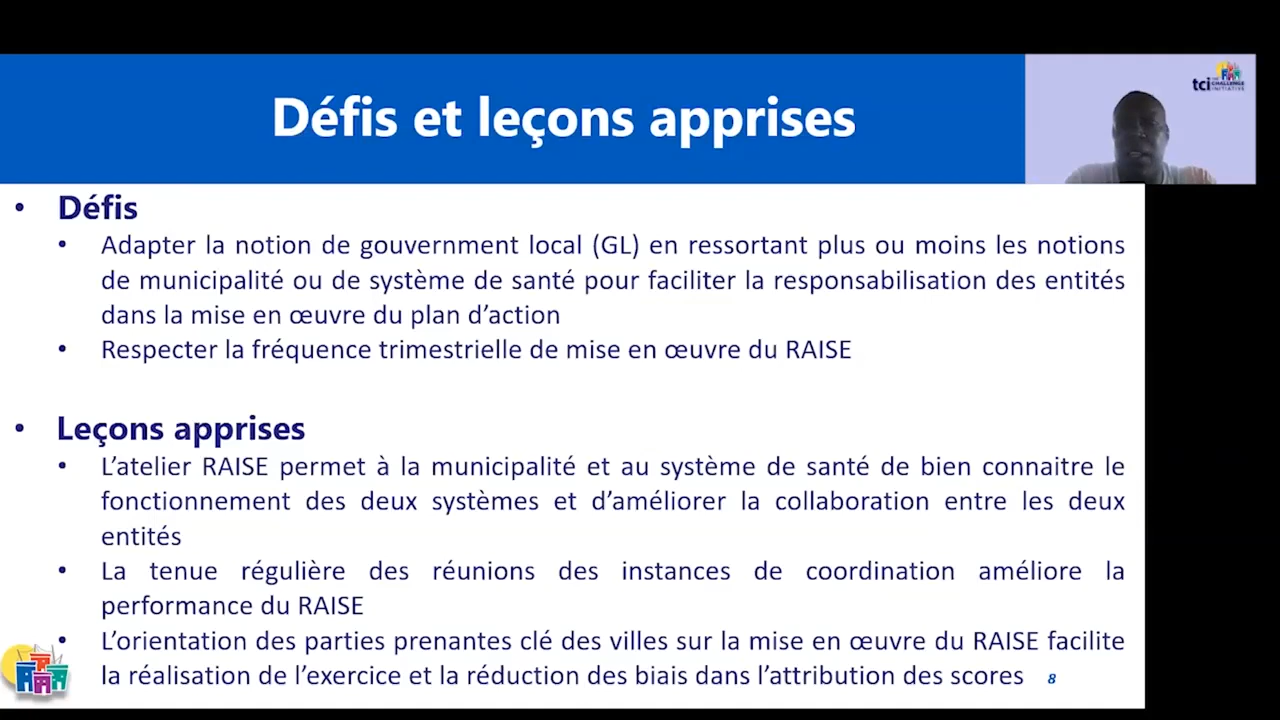 Défis et leçons apprises
tci THE CHALLENGE INITIATIVE
• Défis
• Adapter la notion de gouvernment local (GL) en ressortant plus ou moins les notions
de municipalité ou de système de santé pour faciliter la responsabilisation des entités
dans la mise en œuvre du plan d’action
• Respecter la fréquence trimestrielle de mise en œuvre du RAISE
• Leçons apprises
• L’atelier RAISE permet à la municipalité et au système de santé de bien connaitre le
fonctionnement des deux systèmes et d’améliorer la collaboration entre les deux
entités
• La tenue régulière des réunions des instances de coordination améliore la
performance du RAISE
• L’orientation des parties prenantes clé des villes sur la mise en œuvre du RAISE facilite
la réalisation de l’exercice et la réduction des biais dans l’attribution des scores
8